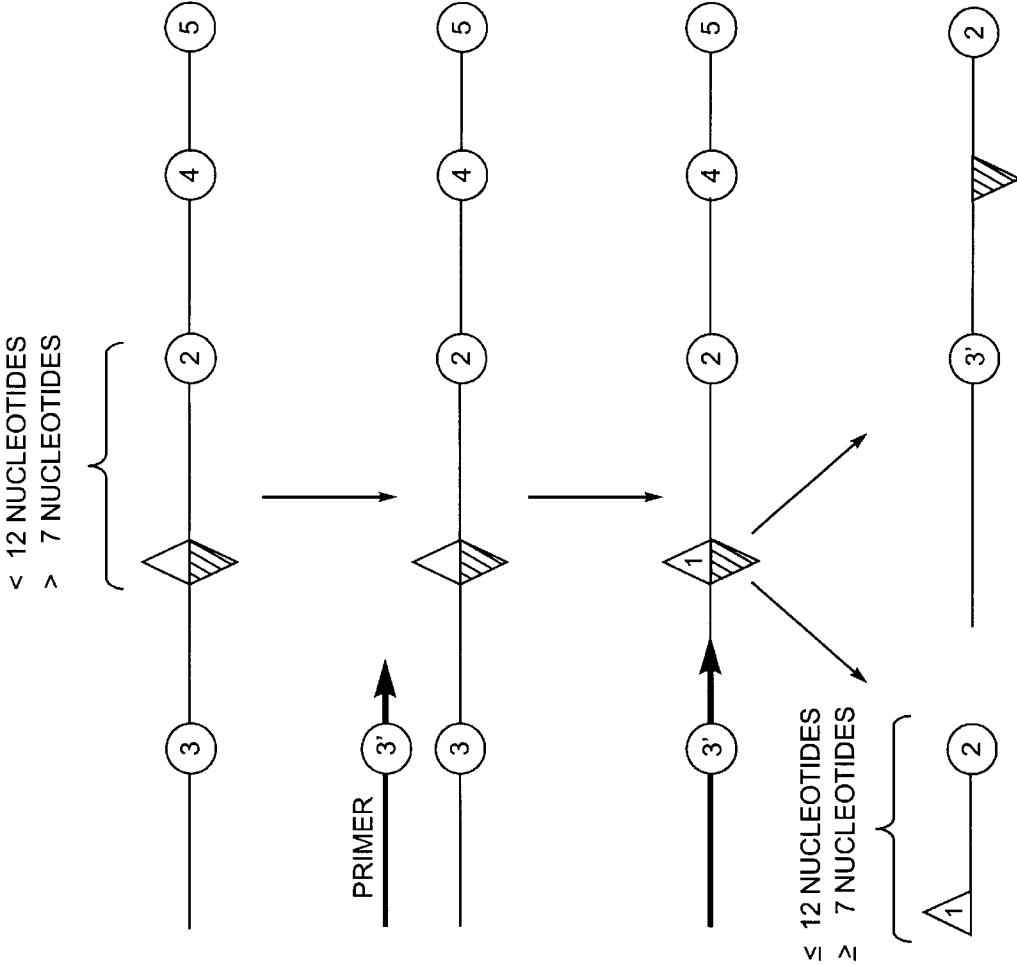 < 12 NUCLEOTIDES
> 7 NUCLEOTIDES
3 2 4 5
PRIMER 3'
3 2 4 5
3' 1 2 4 5
≤ 12 NUCLEOTIDES
≥ 7 NUCLEOTIDES
1 2
3' 2